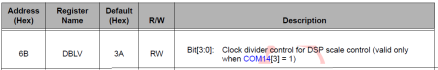 Address (Hex) Register Name Default (Hex) R/W Description
6B DBLV 3A RW Bit[3:0]: Clock divider control for DSP scale control (valid only
when COM14[3] = 1)